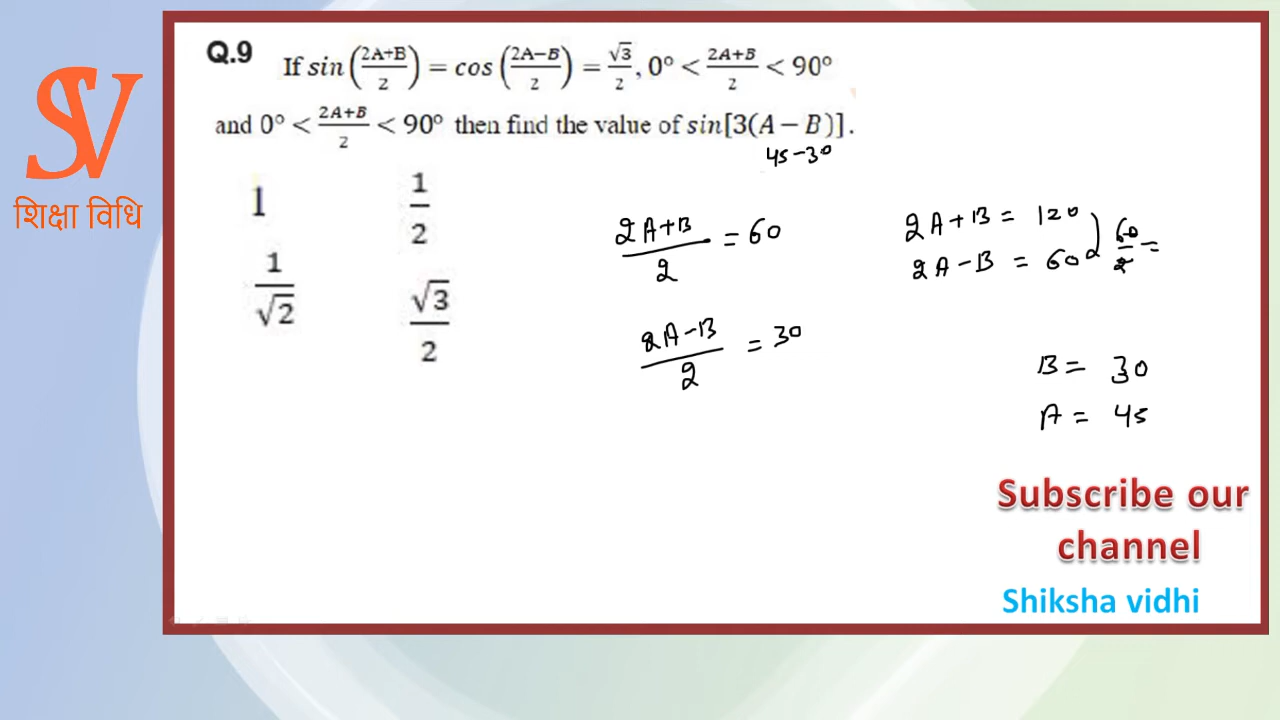 Q.9 If sin((2A+B)/2) = cos((2A−B)/2) = √3/2, 0° < (2A+B)/2 < 90°
and 0° < (2A+B)/2 < 90° then find the value of sin[3(A − B)].
45-30
SV
शिक्षा विधि
1
1/2
1/√2
√3/2
(2A+B)/2 = 60
(2A-B)/2 = 30
2A+B = 120
2A-B = 60
60/2 =
B = 30
A = 45
Subscribe our
channel
Shiksha vidhi